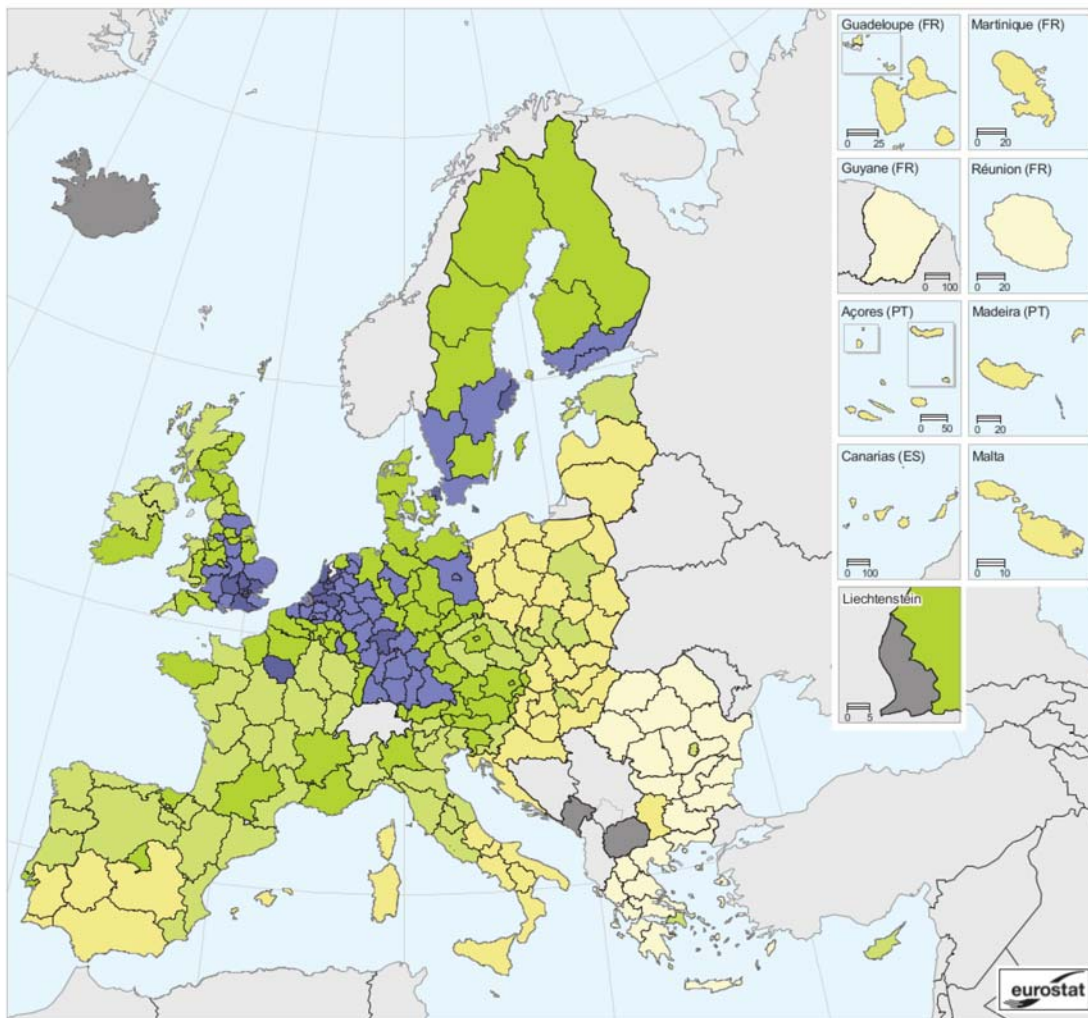 Guadeloupe (FR)
0 25
Martinique (FR)
0 20
Guyane (FR)
0 100
Réunion (FR)
0 20
Açores (PT)
0 50
Madeira (PT)
0 20
Canarias (ES)
0 100
Malta
0 10
Liechtenstein
0 5
eurostat